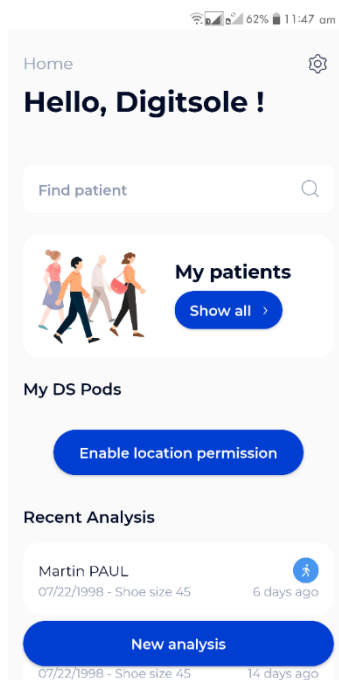 62% 11:47 am
Home
Hello, Digitsole !
Find patient
My patients
Show all
My DS Pods
Enable location permission
Recent Analysis
Martin PAUL
07/22/1998 - Shoe size 45 6 days ago
New analysis
07/22/1998 - Shoe size 45 14 days ago